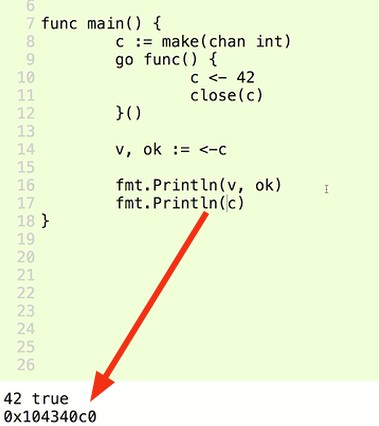 6
7 func main() {
8 c := make(chan int)
9 go func() {
10 c <- 42
11 close(c)
12 }()
13
14 v, ok := <-c
15
16 fmt.Println(v, ok)
17 fmt.Println(c)
18 }
19
20
21
22
23
24
25
26
42 true
0x104340c0